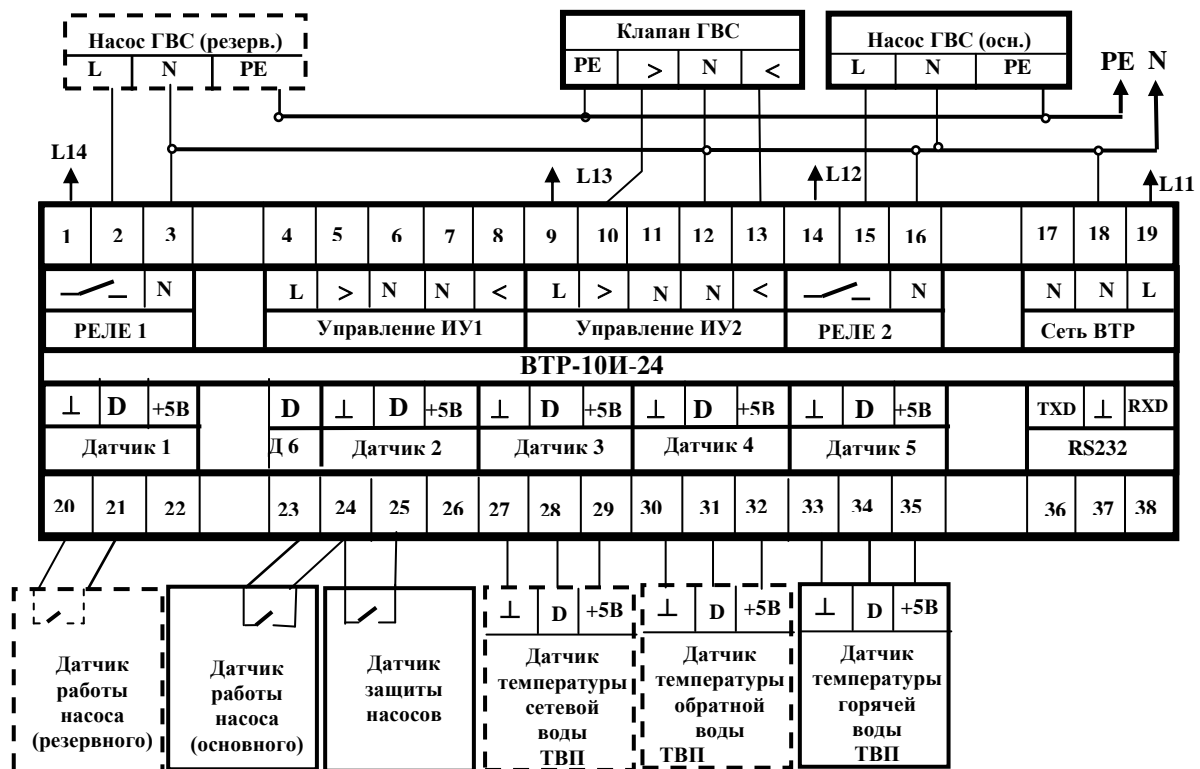 Насос ГВС (резерв.)
L N PE
Клапан ГВС
PE > N <
Насос ГВС (осн.)
L N PE
PE N
L14
L13
L12
L11
1 2 3 4 5 6 7 8 9 10 11 12 13 14 15 16 17 18 19
N L > N N < L > N N < N N N L
РЕЛЕ 1 Управление ИУ1 Управление ИУ2 РЕЛЕ 2 Сеть ВТР
ВТР-10И-24
⊥ D +5В D ⊥ D +5В ⊥ D +5В ⊥ D +5В ⊥ D +5В TXD ⊥ RXD
Датчик 1 Д 6 Датчик 2 Датчик 3 Датчик 4 Датчик 5 RS232
20 21 22 23 24 25 26 27 28 29 30 31 32 33 34 35 36 37 38
Датчик
работы
насоса
(резервного)
Датчик
работы
насоса
(основного)
Датчик
защиты
насосов
⊥ D +5В
Датчик
температуры
сетевой
воды
ТВП
⊥ D +5В
Датчик
температуры
обратной
воды
ТВП
⊥ D +5В
Датчик
температуры
горячей
воды
ТВП